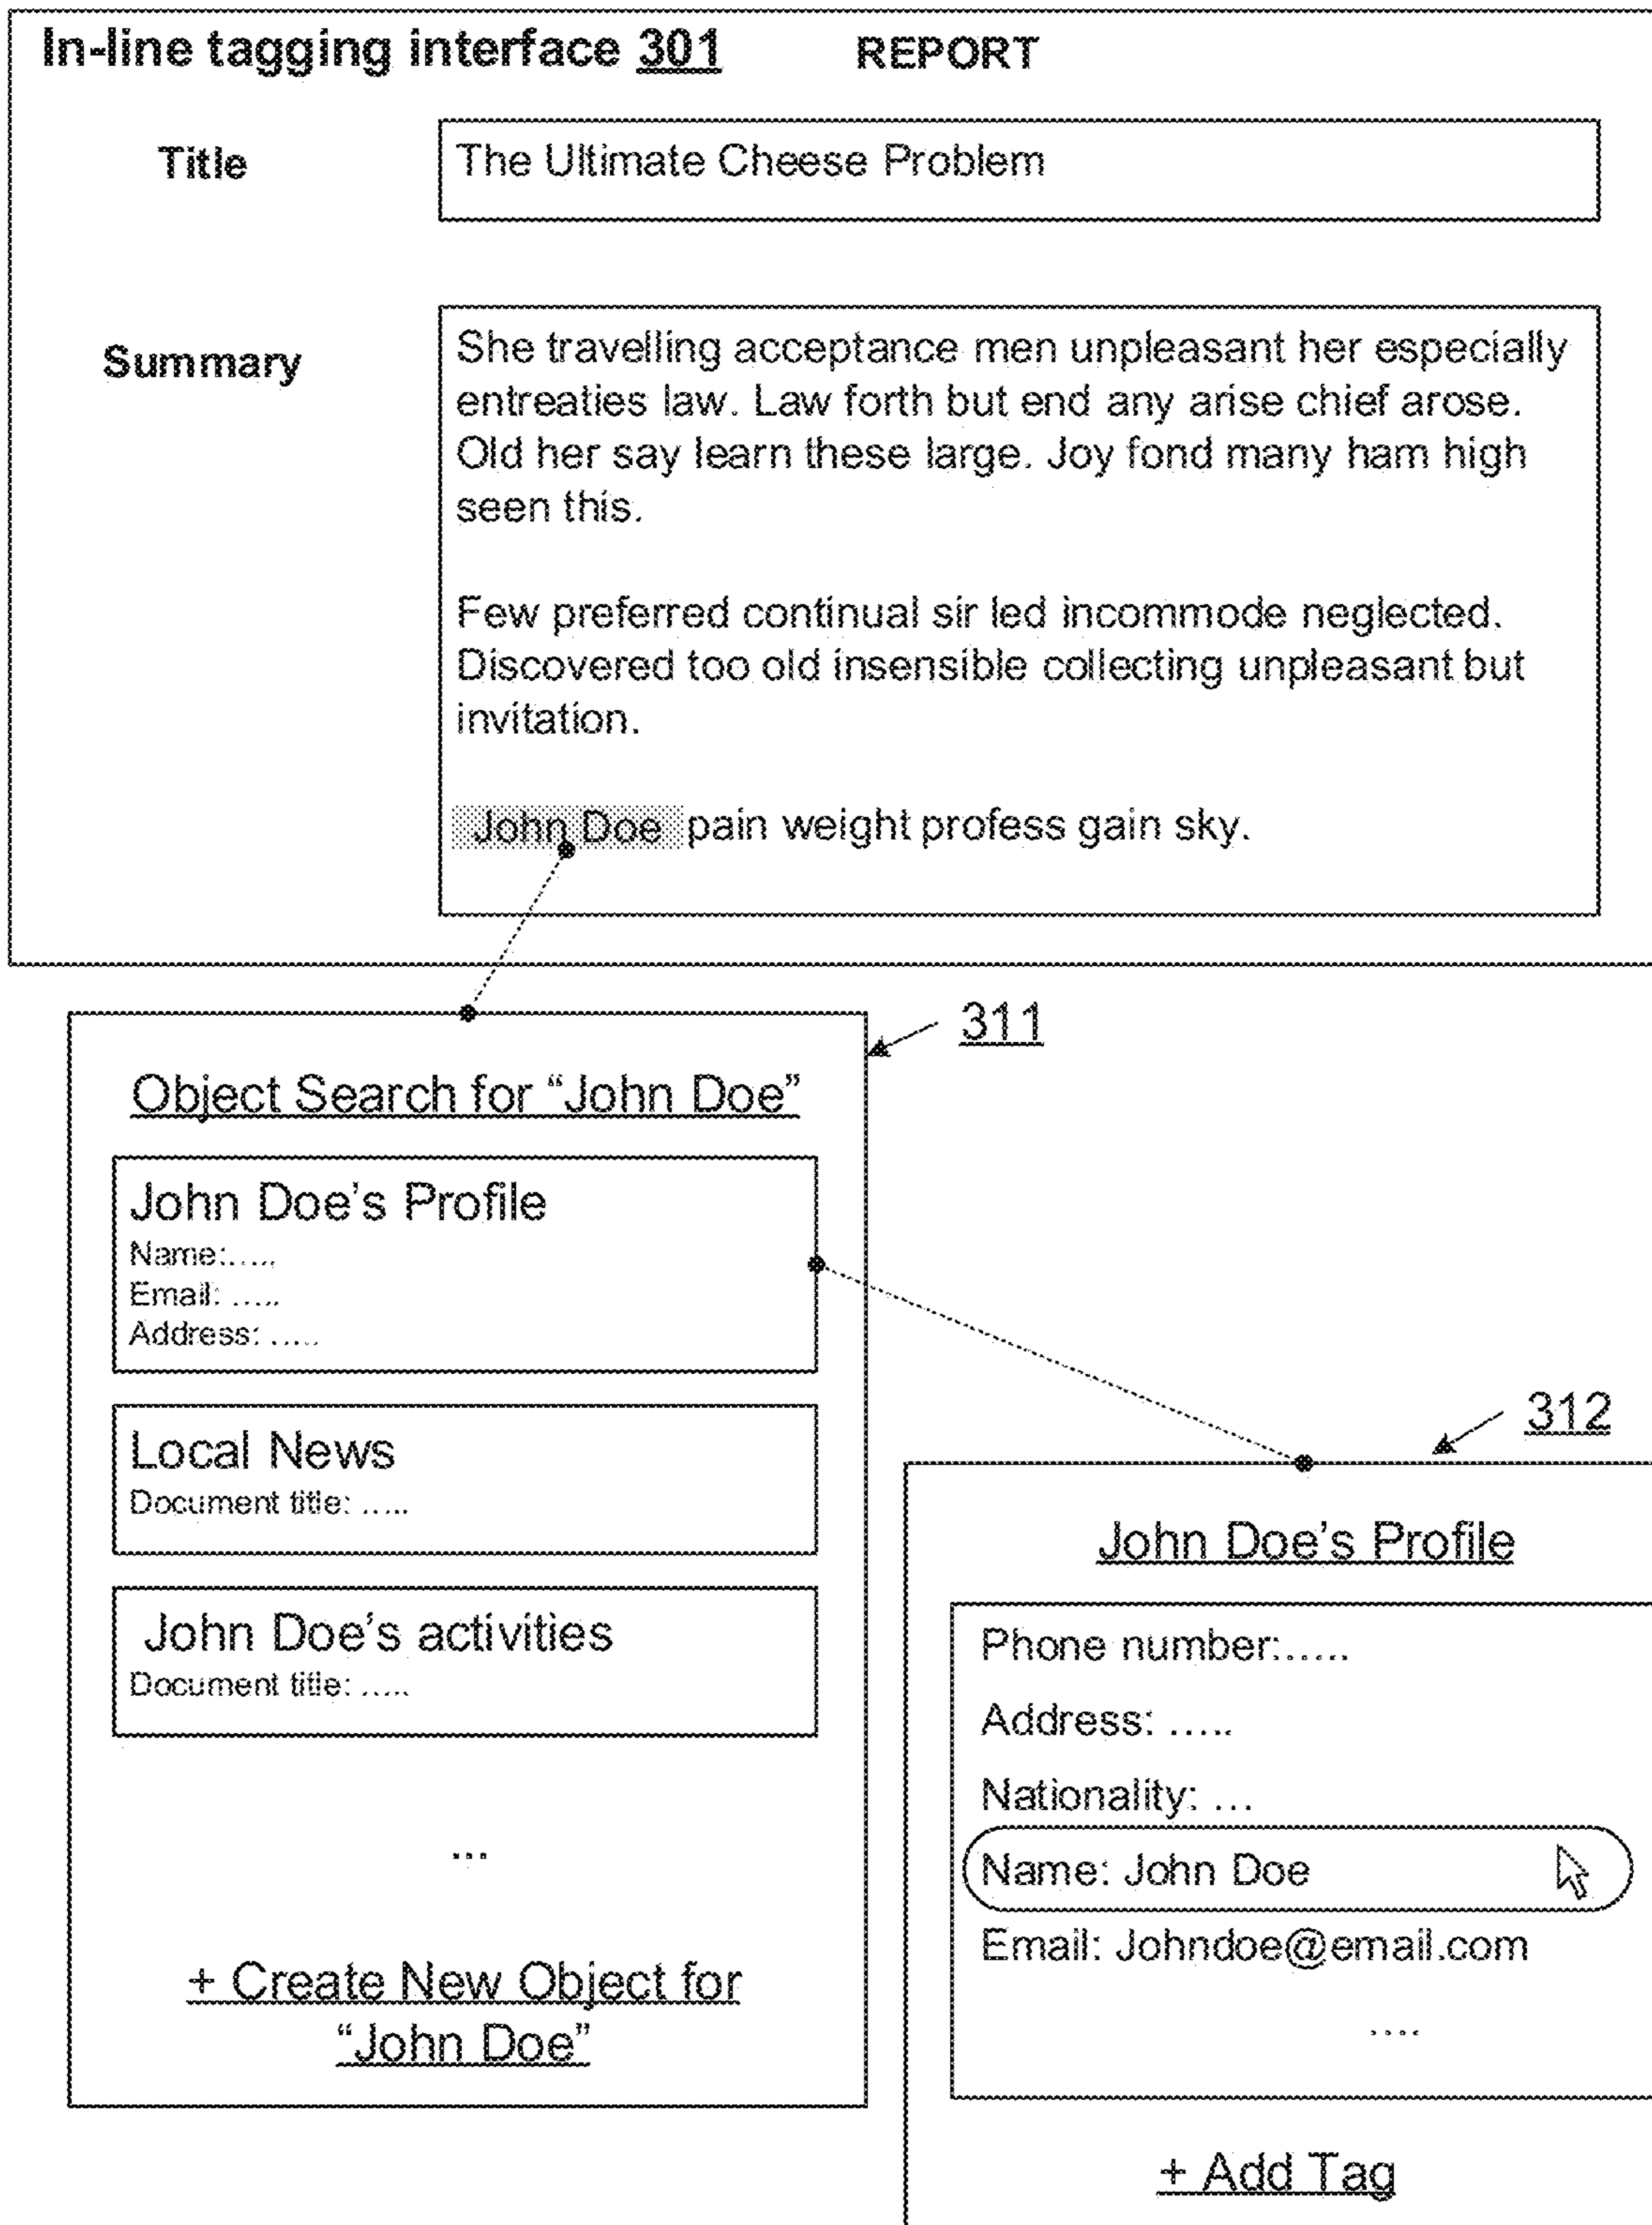 In-line tagging interface 301
REPORT
Title
The Ultimate Cheese Problem
Summary
She travelling acceptance men unpleasant her especially
entreaties law. Law forth but end any arise chief arose.
Old her say learn these large. Joy fond many ham high
seen this.
Few preferred continual sir led incommode neglected.
Discovered too old insensible collecting unpleasant but
invitation.
John Doe pain weight profess gain sky.
311
Object Search for “John Doe”
John Doe’s Profile
Name:.....
Email: .....
Address: .....
Local News
Document title: .....
John Doe’s activities
Document title: .....
...
+ Create New Object for
“John Doe”
312
John Doe’s Profile
Phone number:......
Address: .....
Nationality: ...
Name: John Doe
Email: Johndoe@email.com
....
+ Add Tag